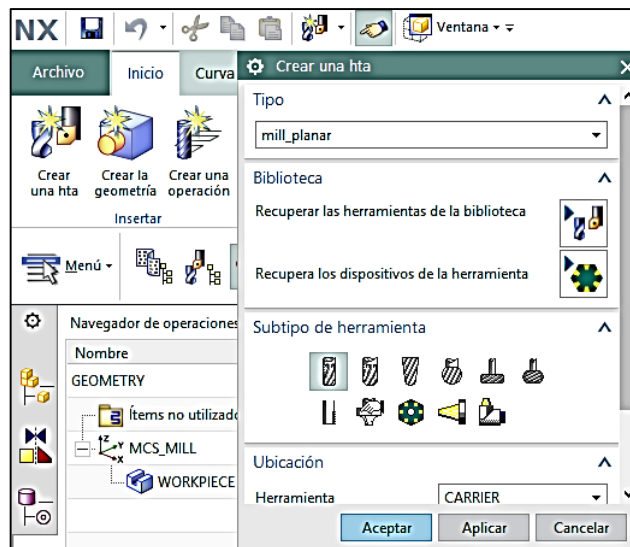 NX
Ventana
Archivo
Inicio
Curva
Crear una hta
Crear
una hta
Crear la
geometría
Crear una
operación
Insertar
Menú
Navegador de operaciones
Nombre
GEOMETRY
Ítems no utilizado
MCS_MILL
WORKPIECE
Tipo
mill_planar
Biblioteca
Recuperar las herramientas de la biblioteca
Recupera los dispositivos de la herramienta
Subtipo de herramienta
Ubicación
Herramienta
CARRIER
Aceptar
Aplicar
Cancelar